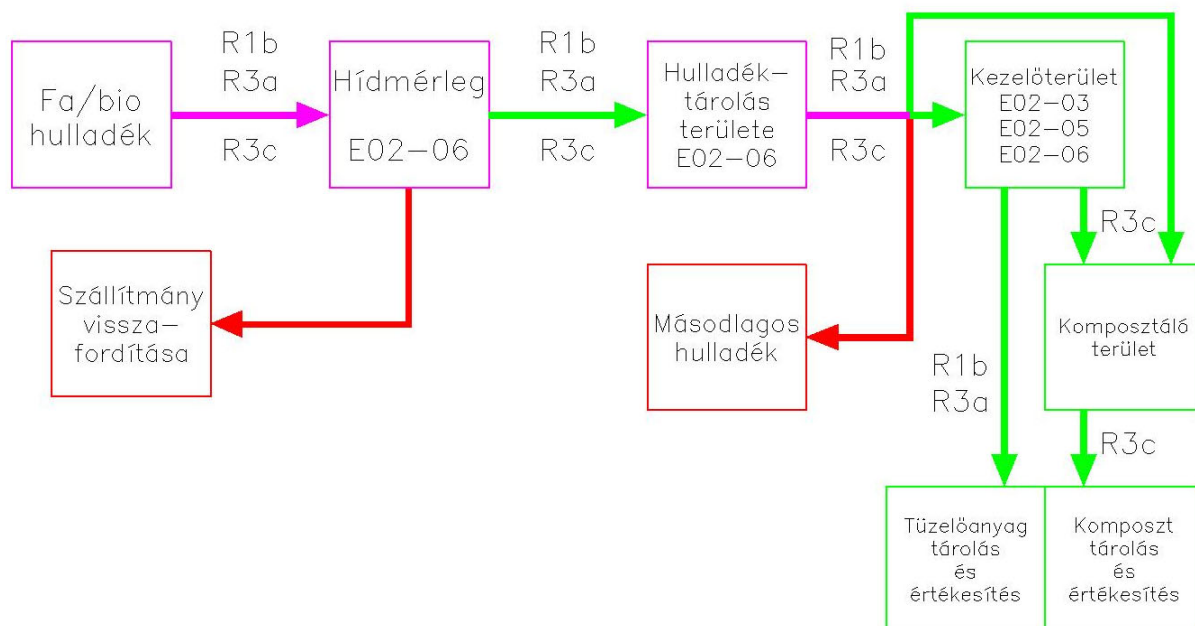 Fa/bio
hulladék
R1b
R3a
R3c
Hídmérleg
E02-06
R1b
R3a
R3c
Hulladék-
tárolás
területe
E02-06
R1b
R3a
R3c
Kezelőterület
E02-03
E02-05
E02-06
Szállítmány
vissza-
fordítása
Másodlagos
hulladék
R3c
Komposztáló
terület
R1b
R3a
R3c
Tüzelőanyag
tárolás
és
értékesítés
Komposzt
tárolás
és
értékesítés